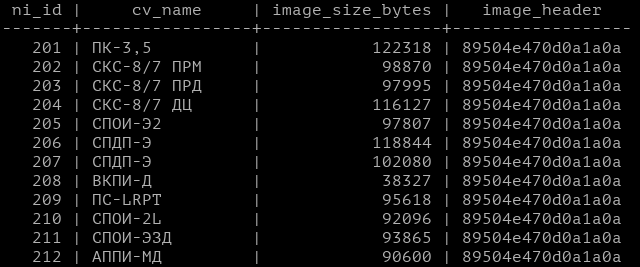 ni_id | cv_name | image_size_bytes | image_header
-------+-----------------+------------------+------------------
201 | ПК-3,5 | 122318 | 89504e470d0a1a0a
202 | СКС-8/7 ПРМ | 98870 | 89504e470d0a1a0a
203 | СКС-8/7 ПРД | 97995 | 89504e470d0a1a0a
204 | СКС-8/7 ДЦ | 116127 | 89504e470d0a1a0a
205 | СПОИ-Э2 | 97807 | 89504e470d0a1a0a
206 | СПДП-Э | 118844 | 89504e470d0a1a0a
207 | СПДП-Э | 102080 | 89504e470d0a1a0a
208 | ВКПИ-Д | 38327 | 89504e470d0a1a0a
209 | ПС-LRPT | 95618 | 89504e470d0a1a0a
210 | СПОИ-2L | 92096 | 89504e470d0a1a0a
211 | СПОИ-ЭЗД | 93865 | 89504e470d0a1a0a
212 | АППИ-МД | 90600 | 89504e470d0a1a0a